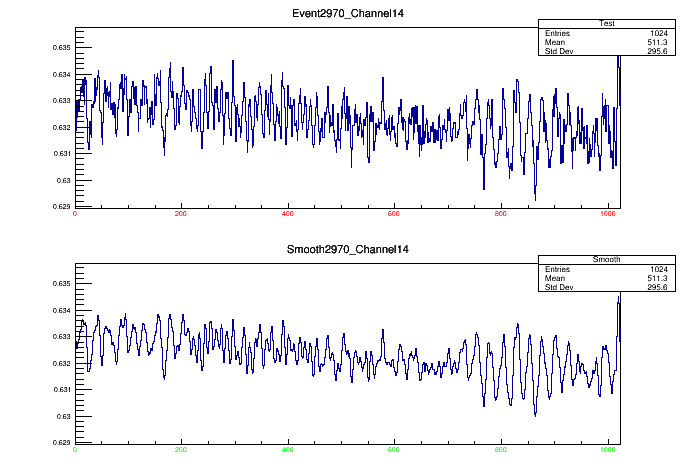 Event2970_Channel14
Test
Entries 1024
Mean 511.3
Std Dev 295.6
0.635
0.634
0.633
0.632
0.631
0.63
0.629
0 200 400 600 800 1000
Smooth2970_Channel14
Smooth
Entries 1024
Mean 511.3
Std Dev 295.6
0.635
0.634
0.633
0.632
0.631
0.63
0.629
0 200 400 600 800 1000